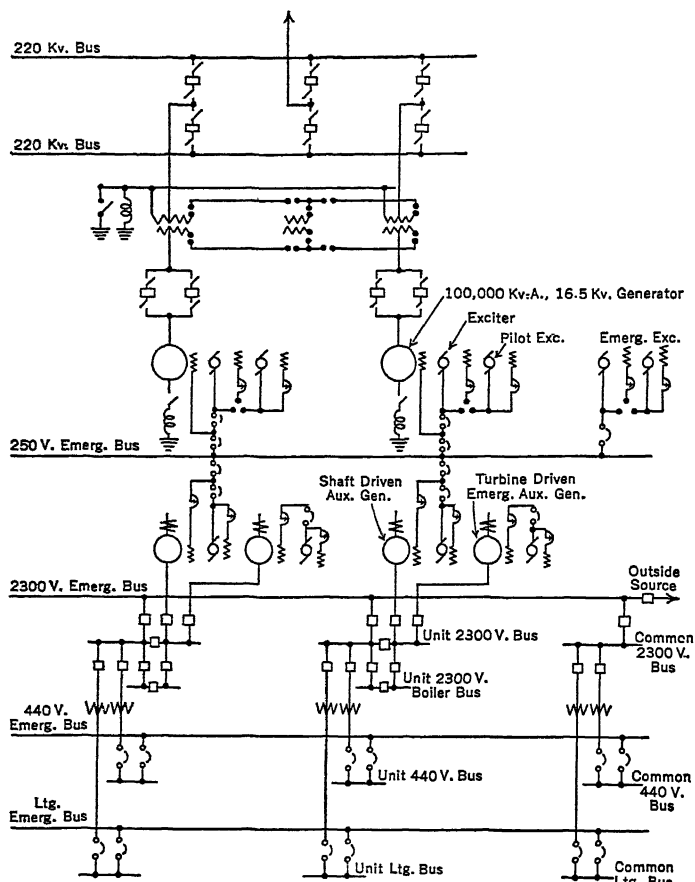 220 Kv. Bus
220 Kv. Bus
100,000 Kv.A., 16.5 Kv. Generator
Exciter
Pilot Exc.
Emerg. Exc.
250 V. Emerg. Bus
Shaft Driven
Aux. Gen.
Turbine Driven
Emerg. Aux. Gen.
2300 V. Emerg. Bus
Outside
Source
Unit 2300 V. Bus
Common
2300 V.
Bus
Unit 2300 V.
Boiler Bus
440 V.
Emerg. Bus
Unit 440 V. Bus
Common
440 V.
Bus
Ltg.
Emerg. Bus
Unit Ltg. Bus
Common
Ltg. Bus